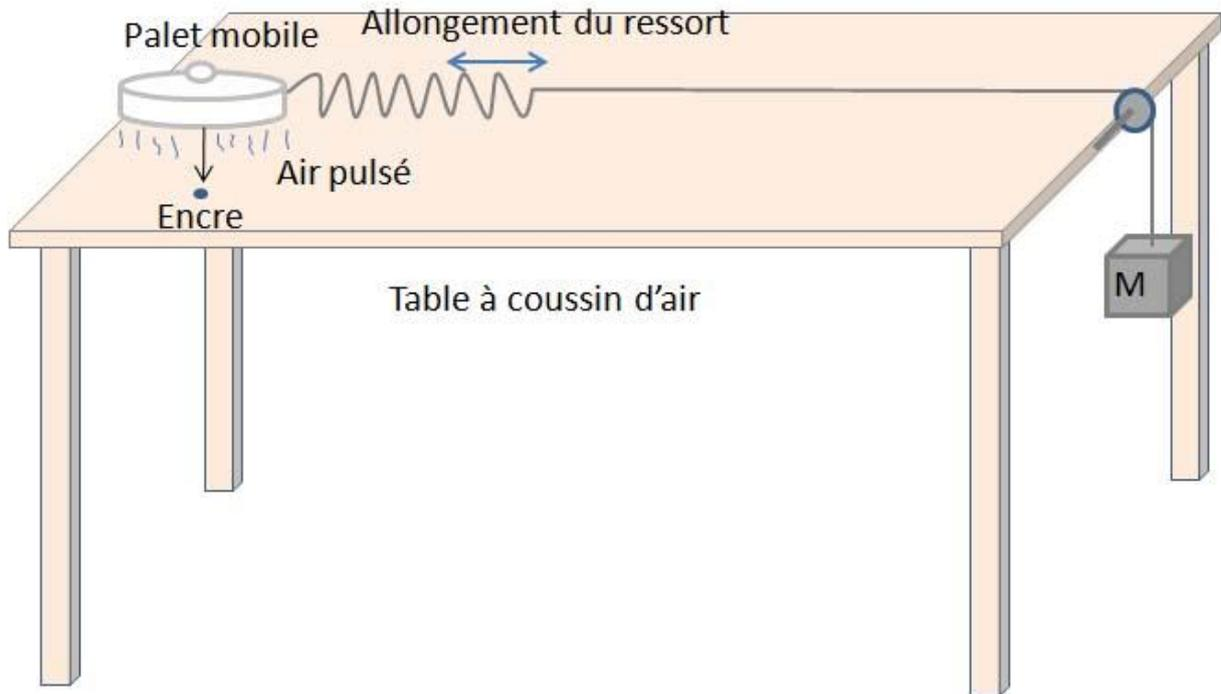 Palet mobile
Allongement du ressort
Air pulsé
Encre
M
Table à coussin d’air